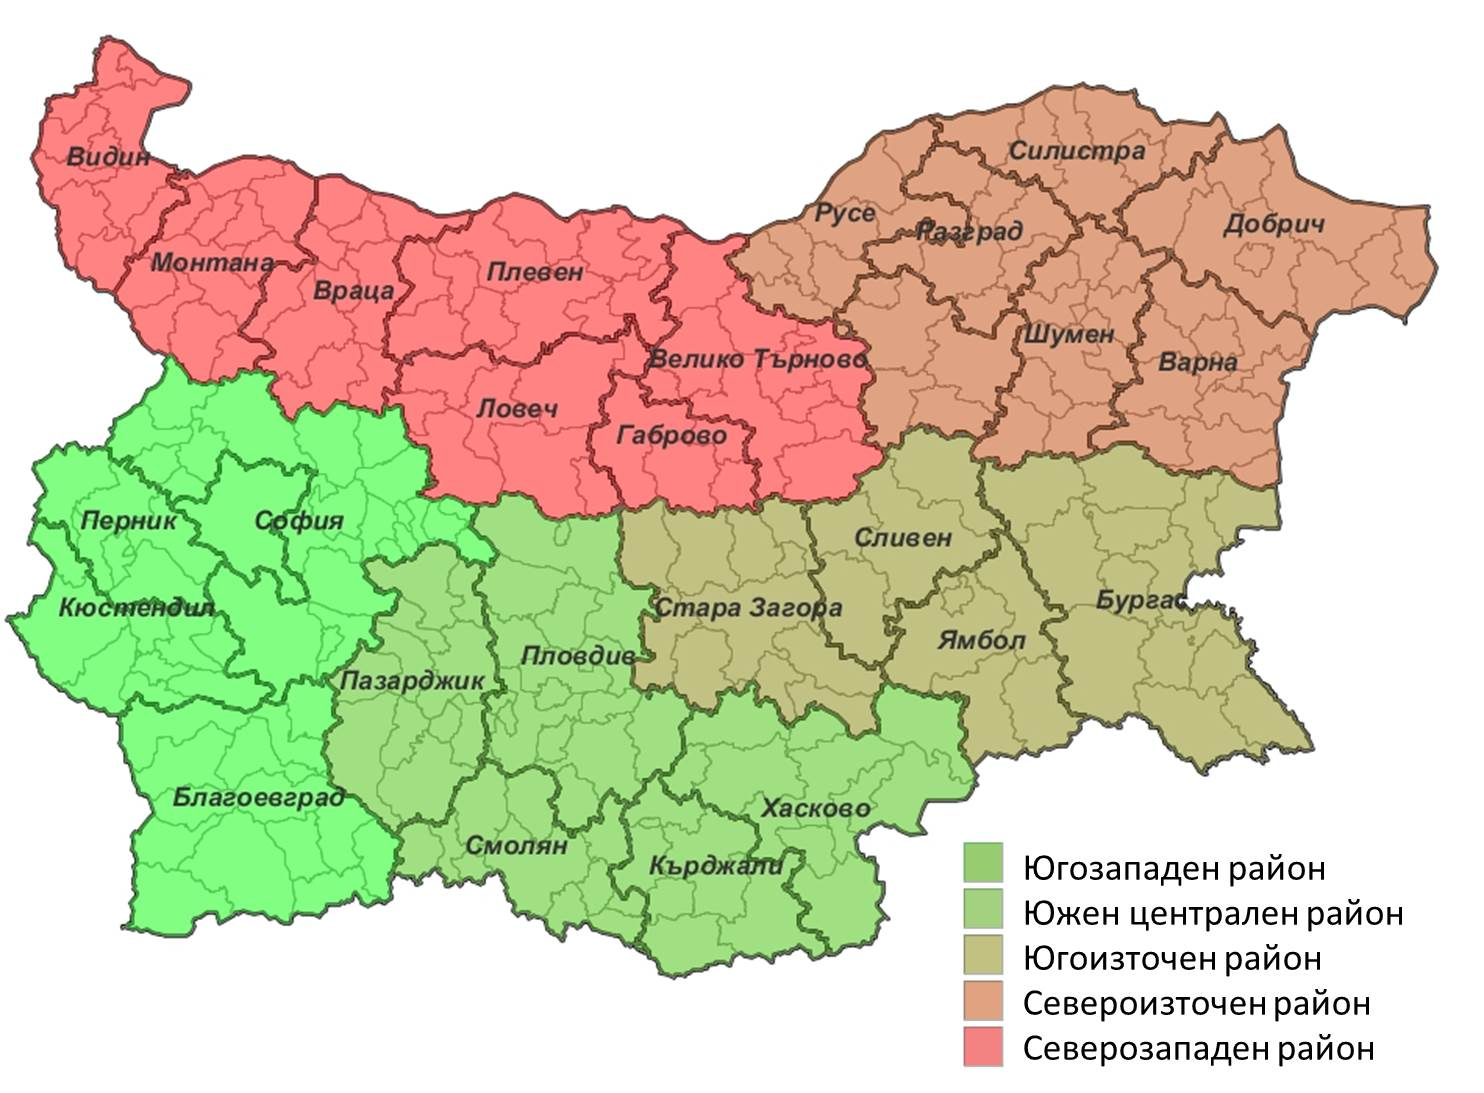 Видин
Силистра
Русе
Разград
Добрич
Монтана
Враца
Плевен
Шумен
Велико Търново
Варна
Ловеч
Габрово
Перник
София
Сливен
Кюстендил
Стара Загора
Бургас
Ямбол
Пловдив
Пазарджик
Благоевград
Хасково
Смолян
Кърджали
Югозападен район
Южен централен район
Югоизточен район
Североизточен район
Северозападен район